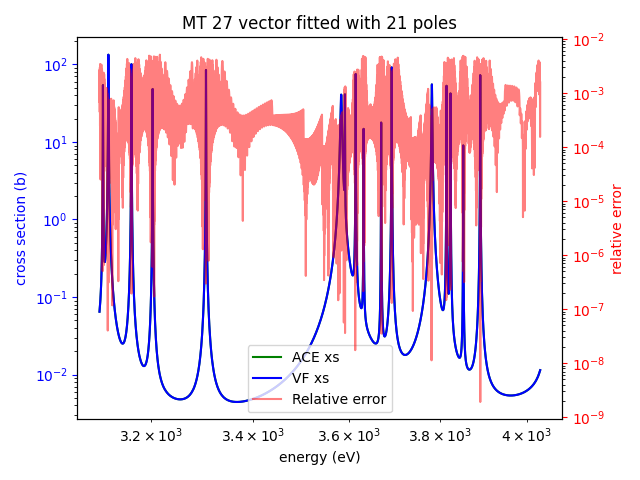 MT 27 vector fitted with 21 poles
cross section (b)
10²
10¹
10⁰
10⁻¹
10⁻²
10⁻²
10⁻³
10⁻⁴
10⁻⁵
10⁻⁶
10⁻⁷
10⁻⁸
10⁻⁹
relative error
ACE xs
VF xs
Relative error
3.2 × 10³ 3.4 × 10³ 3.6 × 10³ 3.8 × 10³ 4 × 10³
energy (eV)